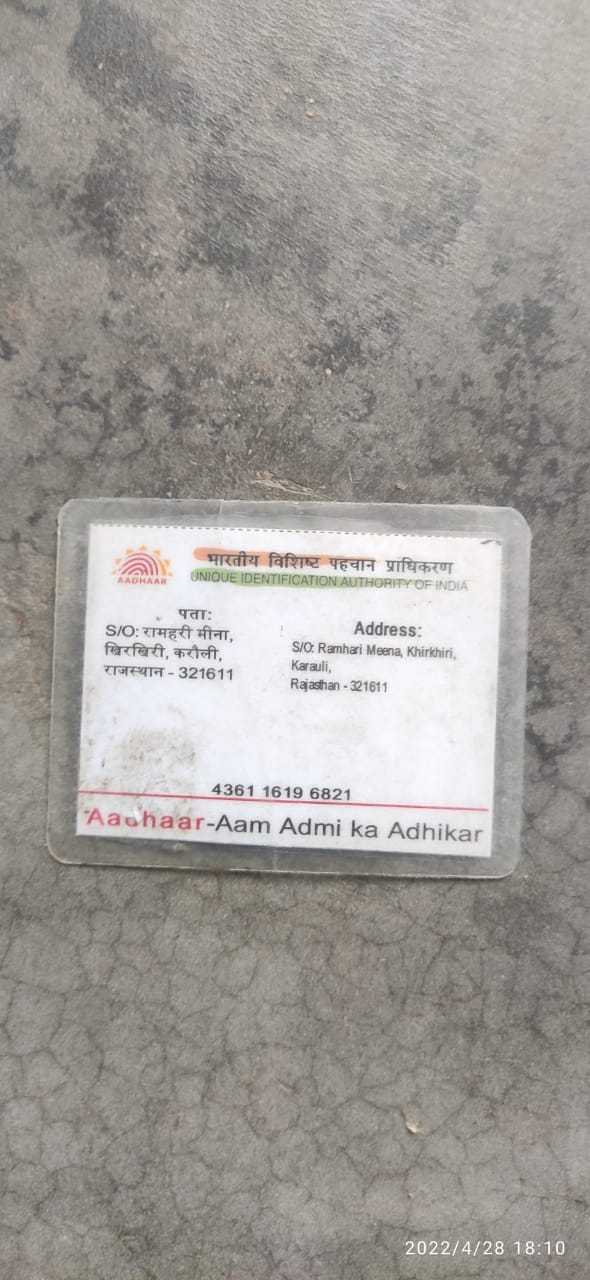 भारतीय विशिष्ट पहचान प्राधिकरण
AADHAAR
UNIQUE IDENTIFICATION AUTHORITY OF INDIA
पता:
S/O: रामहरी मीना,
खिरखिरी, करौली,
राजस्थान - 321611
Address:
S/O: Ramhari Meena, Khirkhiri,
Karauli,
Rajasthan - 321611
4361 1619 6821
Aadhaar-Aam Admi ka Adhikar
2022/4/28 18:10